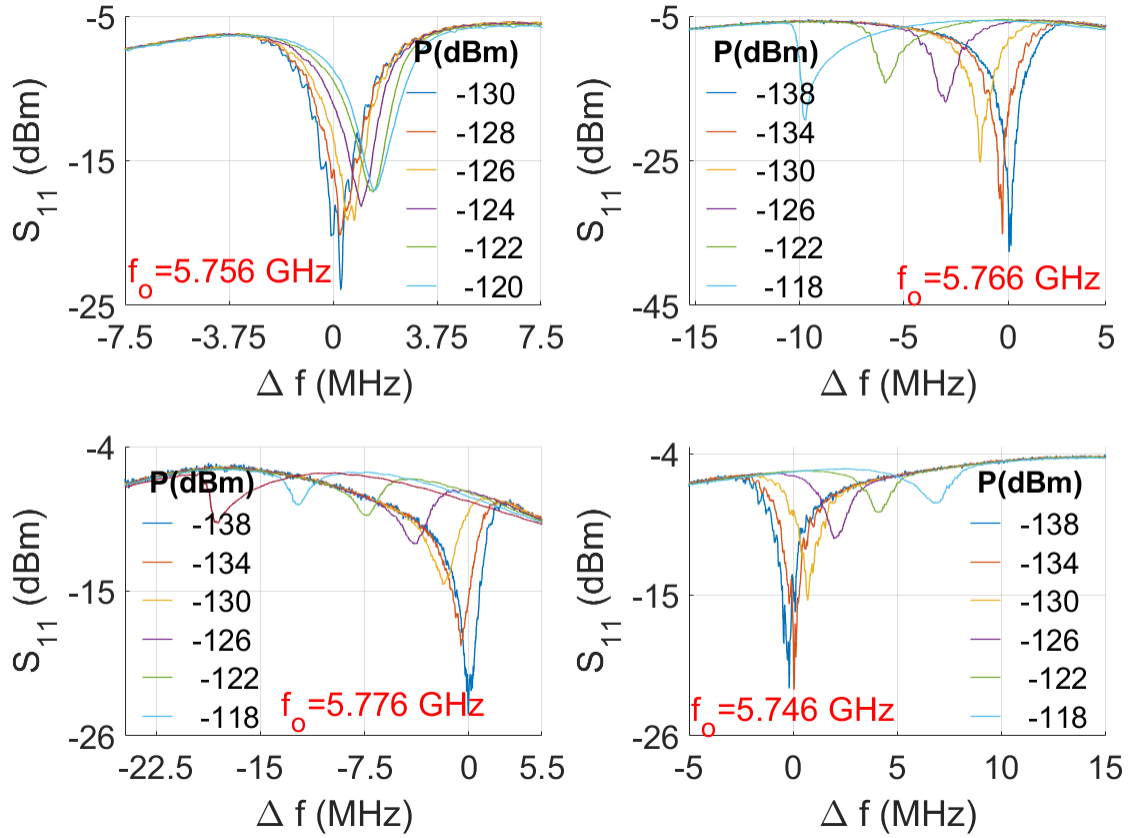 -5
-15
-25
S11 (dBm)
P(dBm)
-130
-128
-126
-124
-122
-120
fo=5.756 GHz
-7.5 -3.75 0 3.75 7.5
Δ f (MHz)
-5
-25
-45
S11 (dBm)
P(dBm)
-138
-134
-130
-126
-122
-118
fo=5.766 GHz
-15 -10 -5 0 5
Δ f (MHz)
-4
-15
-26
S11 (dBm)
P(dBm)
-138
-134
-130
-126
-122
-118
fo=5.776 GHz
-22.5 -15 -7.5 0 5.5
Δ f (MHz)
-4
-15
-26
S11 (dBm)
P(dBm)
-138
-134
-130
-126
-122
-118
fo=5.746 GHz
-5 0 5 10 15
Δ f (MHz)